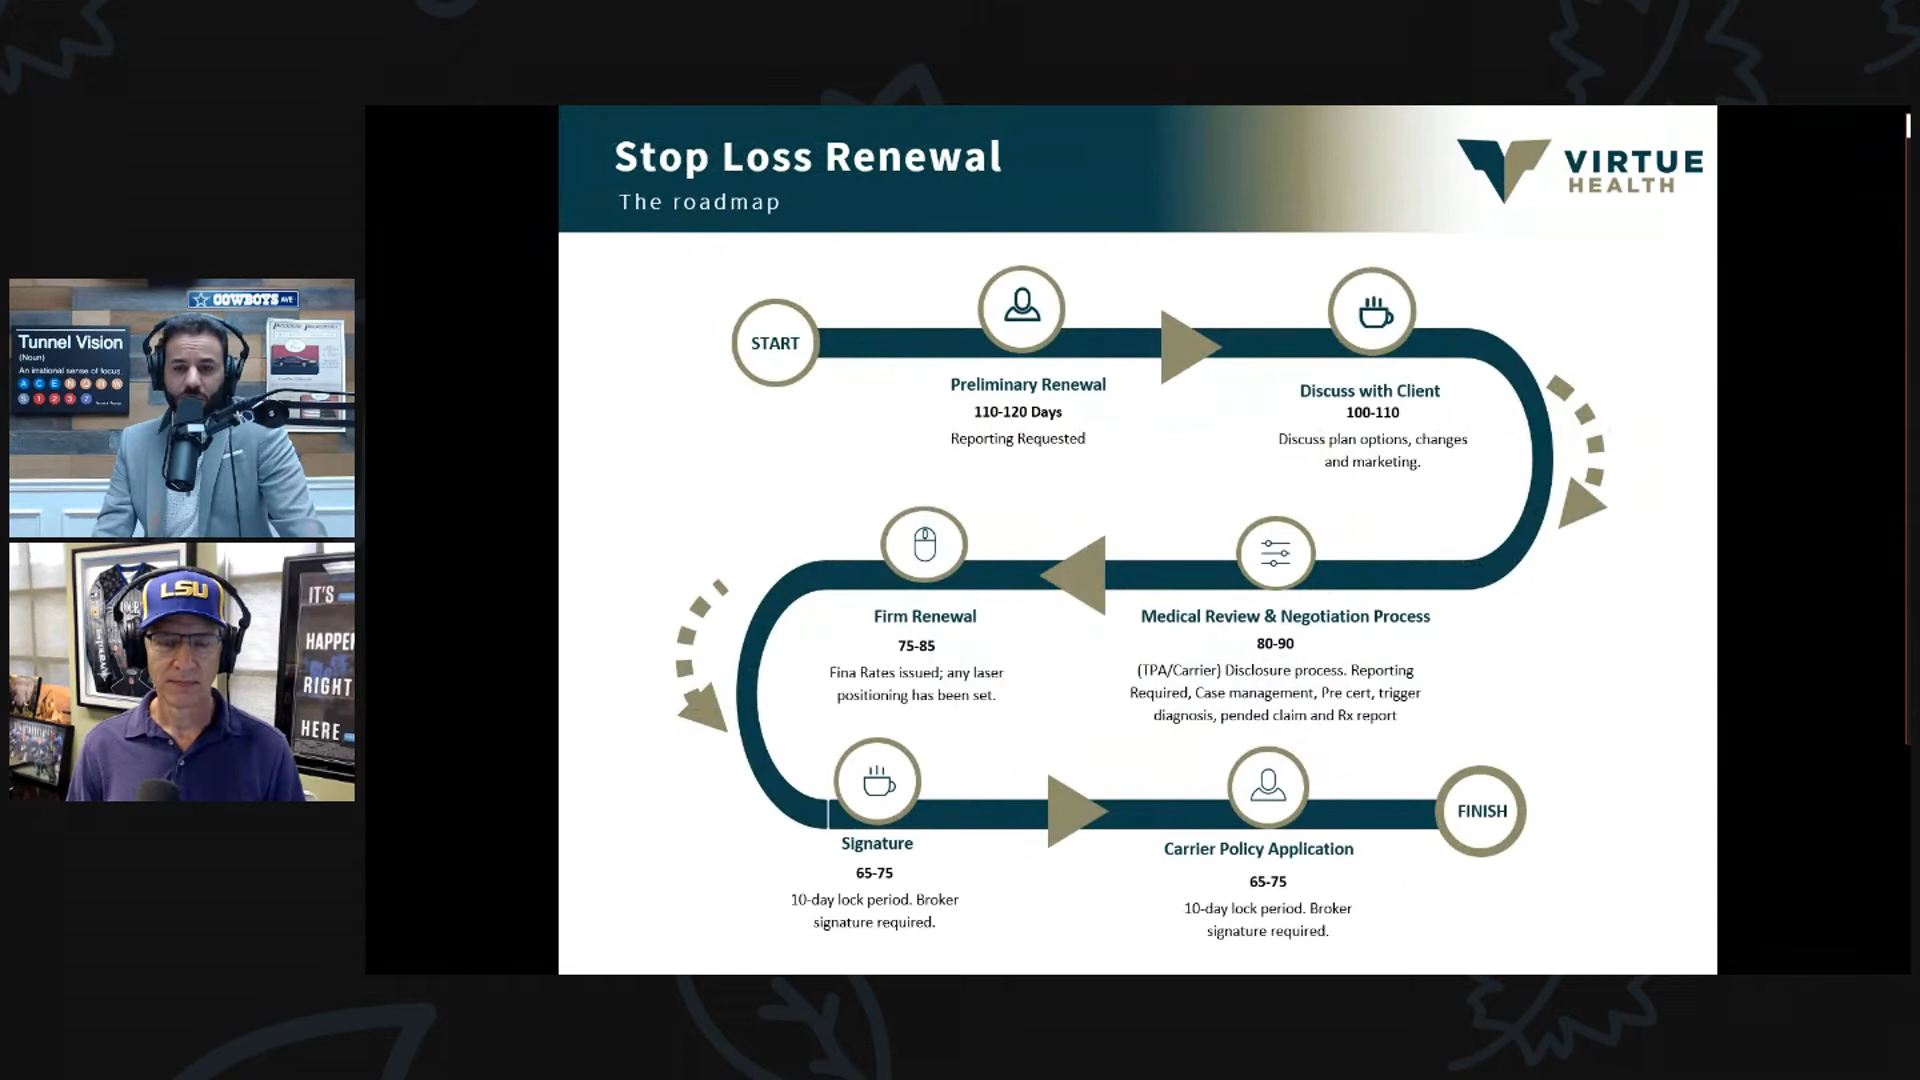 Stop Loss Renewal
The roadmap
VIRTUE
HEALTH
START
Preliminary Renewal
110-120 Days
Reporting Requested
Discuss with Client
100-110
Discuss plan options, changes
and marketing.
Firm Renewal
75-85
Fina Rates issued; any laser
positioning has been set.
Medical Review & Negotiation Process
80-90
(TPA/Carrier) Disclosure process. Reporting
Required, Case management, Pre cert, trigger
diagnosis, pended claim and Rx report
Signature
65-75
10-day lock period. Broker
signature required.
Carrier Policy Application
65-75
10-day lock period. Broker
signature required.
FINISH
COWBOYS AVE
Tunnel Vision
(Noun)
An irrational sense of focus
A C E N Q R W
S 1 2 3 7
LSU
IT'S
HAPPE
RIGHT
HERE